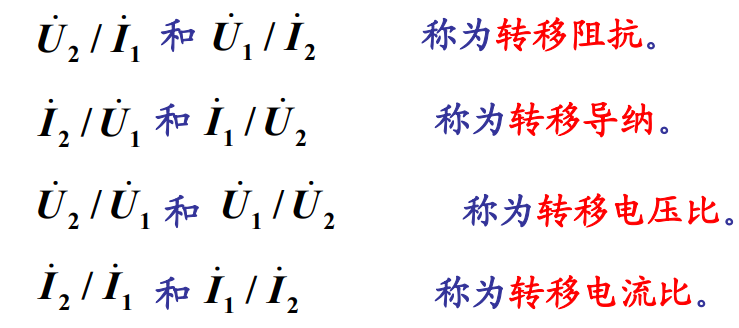 U̇₂ / İ₁ 和 U̇₁ / İ₂ 称为转移阻抗。
İ₂ / U̇₁ 和 İ₁ / U̇₂ 称为转移导纳。
U̇₂ / U̇₁ 和 U̇₁ / U̇₂ 称为转移电压比。
İ₂ / İ₁ 和 İ₁ / İ₂ 称为转移电流比。